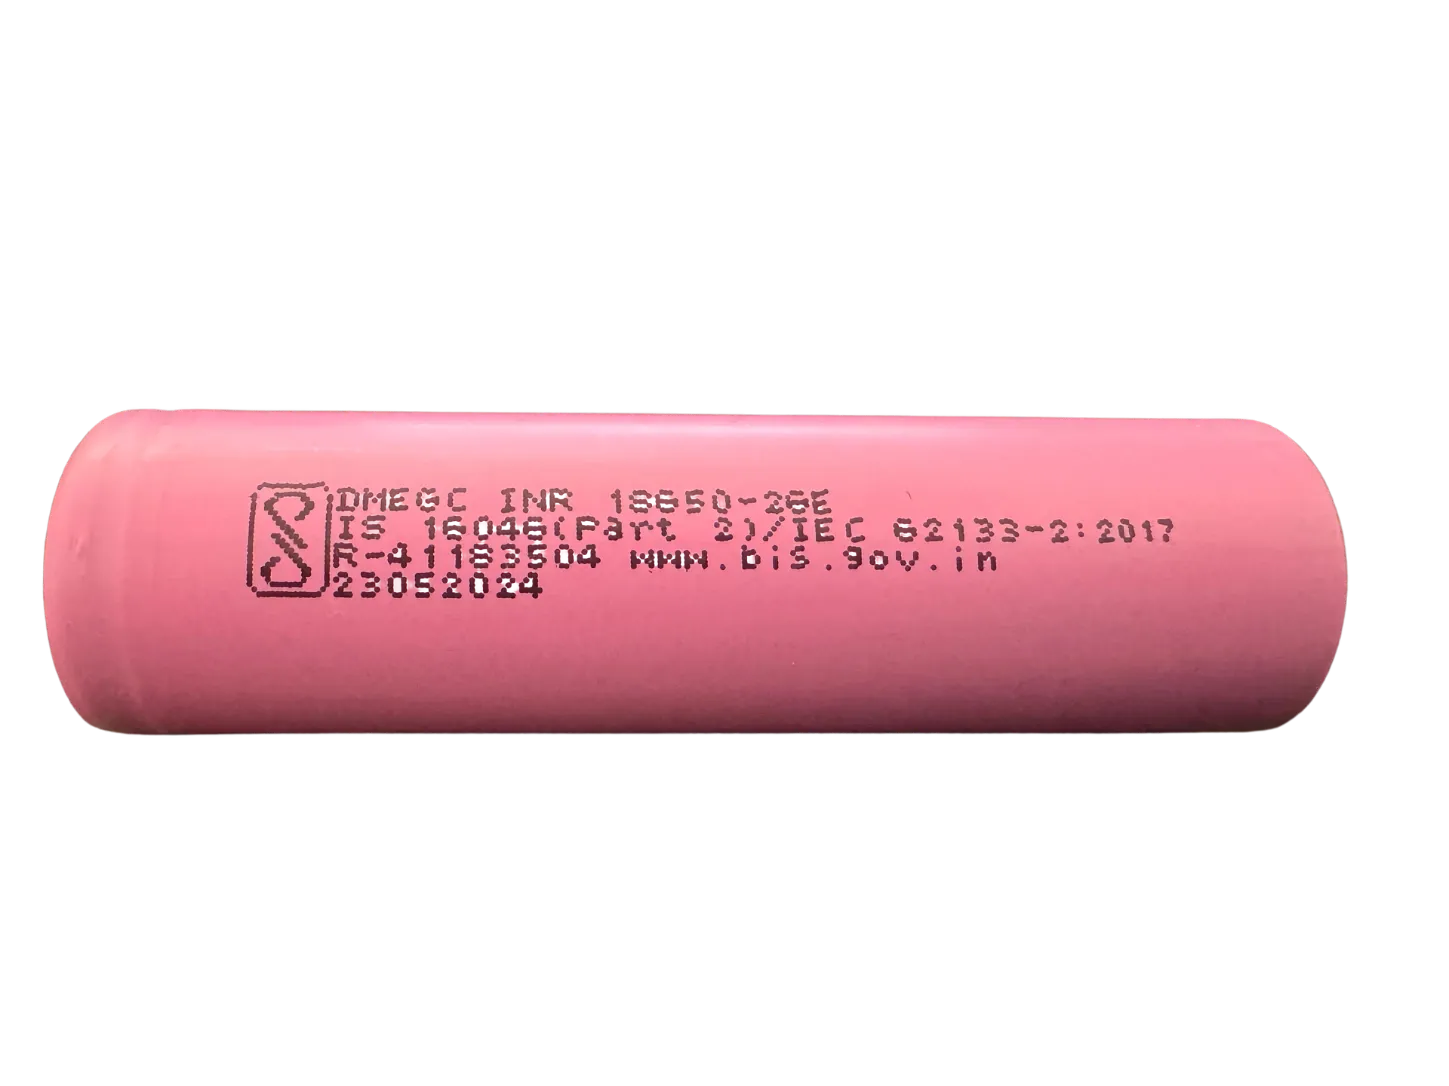 DMEGC INR 18650-26E
IS 16046(Part 2)/IEC 62133-2:2017
R-41183504 www.bis.gov.in
23052024